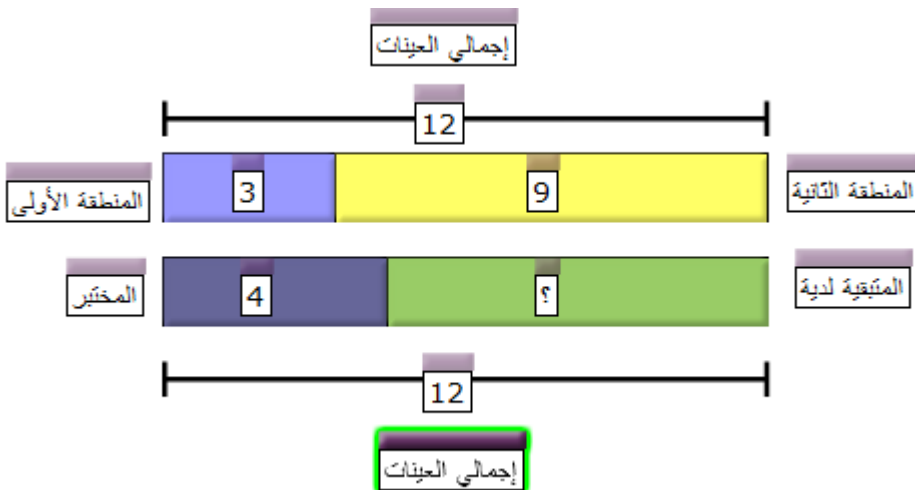 إجمالي العينات
12
المنطقة الأولى
3
9
المنطقة الثانية
المختبر
4
؟
المتبقية لدية
12
إجمالي العينات